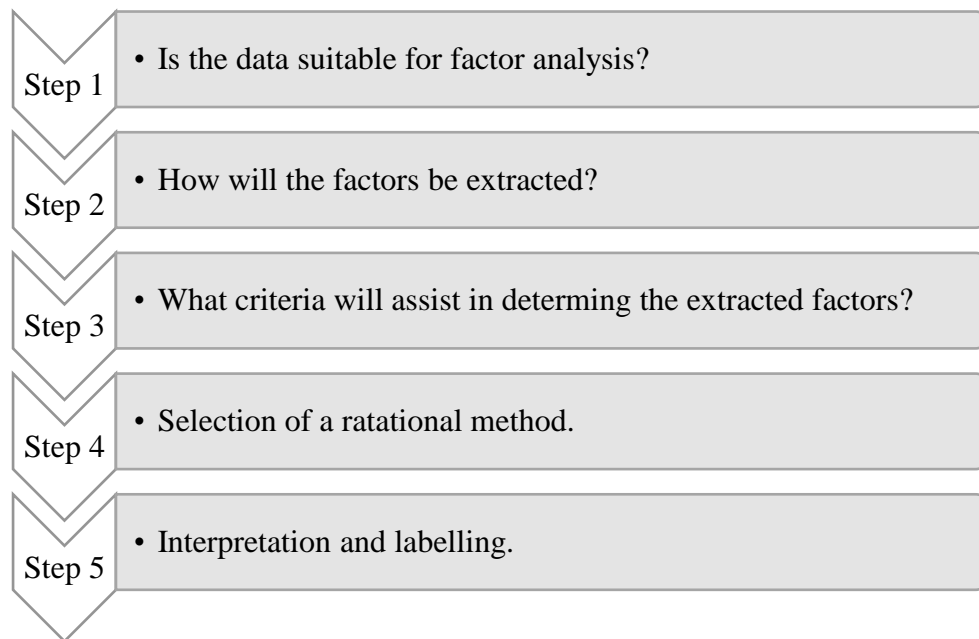 Step 1
• Is the data suitable for factor analysis?
Step 2
• How will the factors be extracted?
Step 3
• What criteria will assist in determing the extracted factors?
Step 4
• Selection of a ratational method.
Step 5
• Interpretation and labelling.